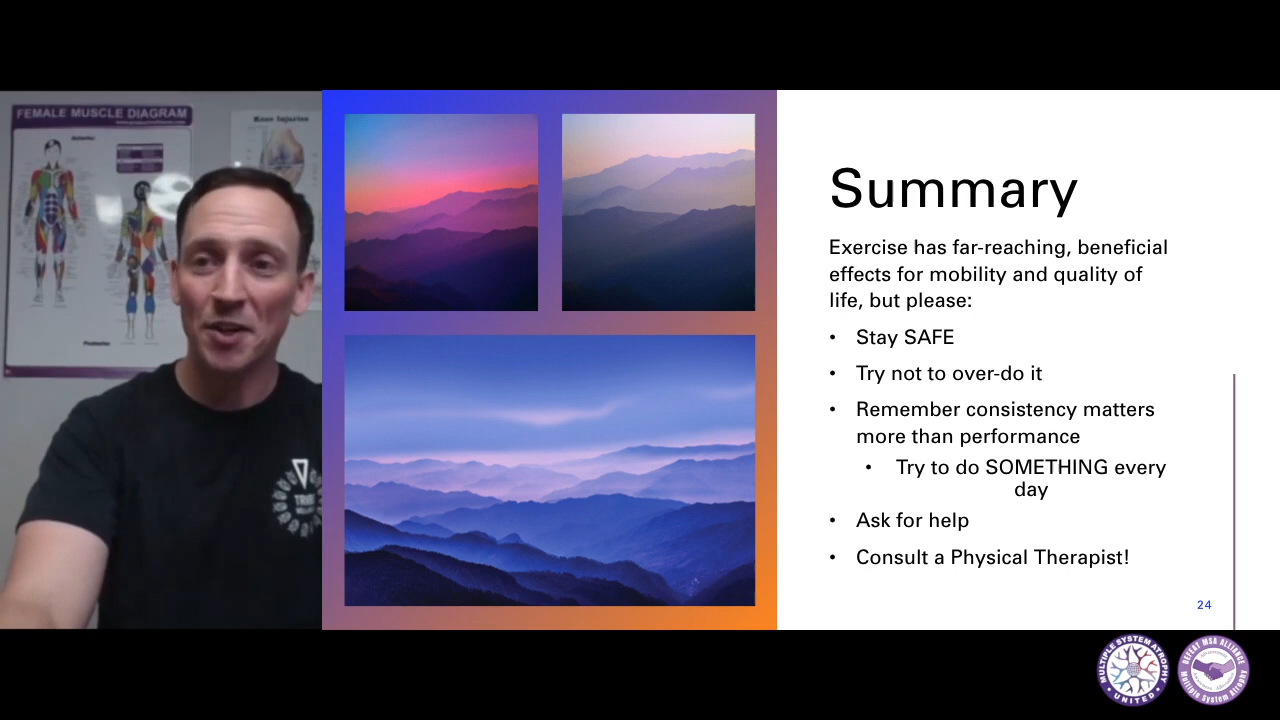 FEMALE MUSCLE DIAGRAM
Knee Injuries
Summary
Exercise has far-reaching, beneficial
effects for mobility and quality of
life, but please:
• Stay SAFE
• Try not to over-do it
• Remember consistency matters
more than performance
• Try to do SOMETHING every
day
• Ask for help
• Consult a Physical Therapist!
24
MULTIPLE SYSTEM ATROPHY
UNITED
DEFEAT MSA ALLIANCE
Multiple System Atrophy